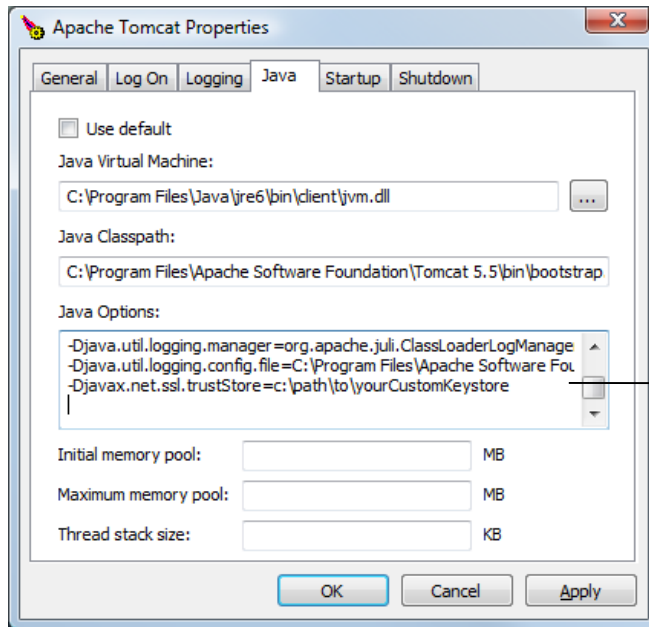 Apache Tomcat Properties
General Log On Logging Java Startup Shutdown
Use default
Java Virtual Machine:
C:\Program Files\Java\jre6\bin\client\jvm.dll ...
Java Classpath:
C:\Program Files\Apache Software Foundation\Tomcat 5.5\bin\bootstrap
Java Options:
-Djava.util.logging.manager=org.apache.juli.ClassLoaderLogManage
-Djava.util.logging.config.file=C:\Program Files\Apache Software Fou
-Djavax.net.ssl.trustStore=c:\path\to\yourCustomKeystore
Initial memory pool: MB
Maximum memory pool: MB
Thread stack size: KB
OK Cancel Apply